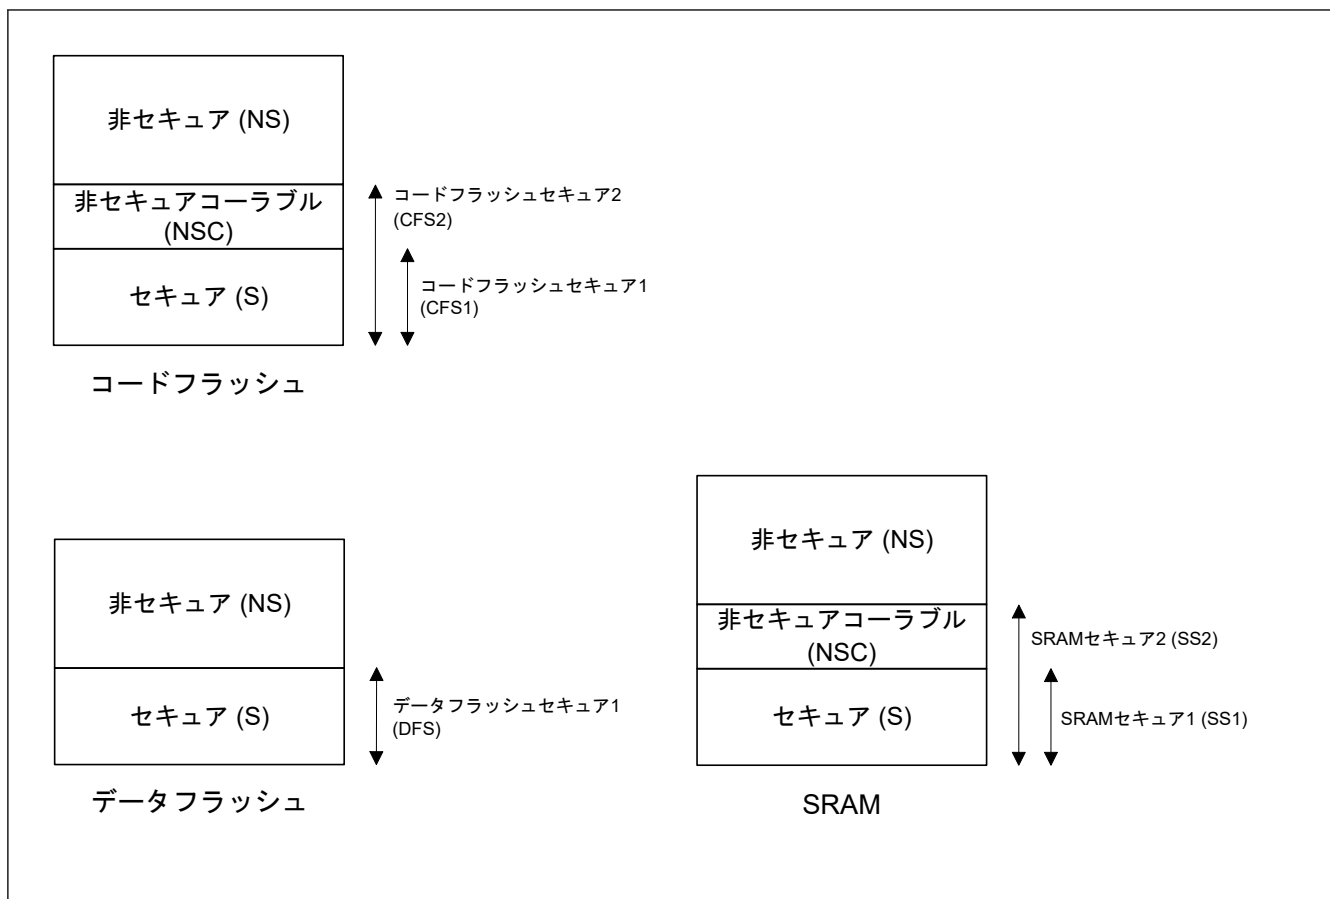 非セキュア (NS)
非セキュアコーラブル
(NSC)
セキュア (S)
コードフラッシュセキュア2
(CFS2)
コードフラッシュセキュア1
(CFS1)
コードフラッシュ
非セキュア (NS)
セキュア (S)
データフラッシュセキュア1
(DFS)
データフラッシュ
非セキュア (NS)
非セキュアコーラブル
(NSC)
セキュア (S)
SRAMセキュア2 (SS2)
SRAMセキュア1 (SS1)
SRAM